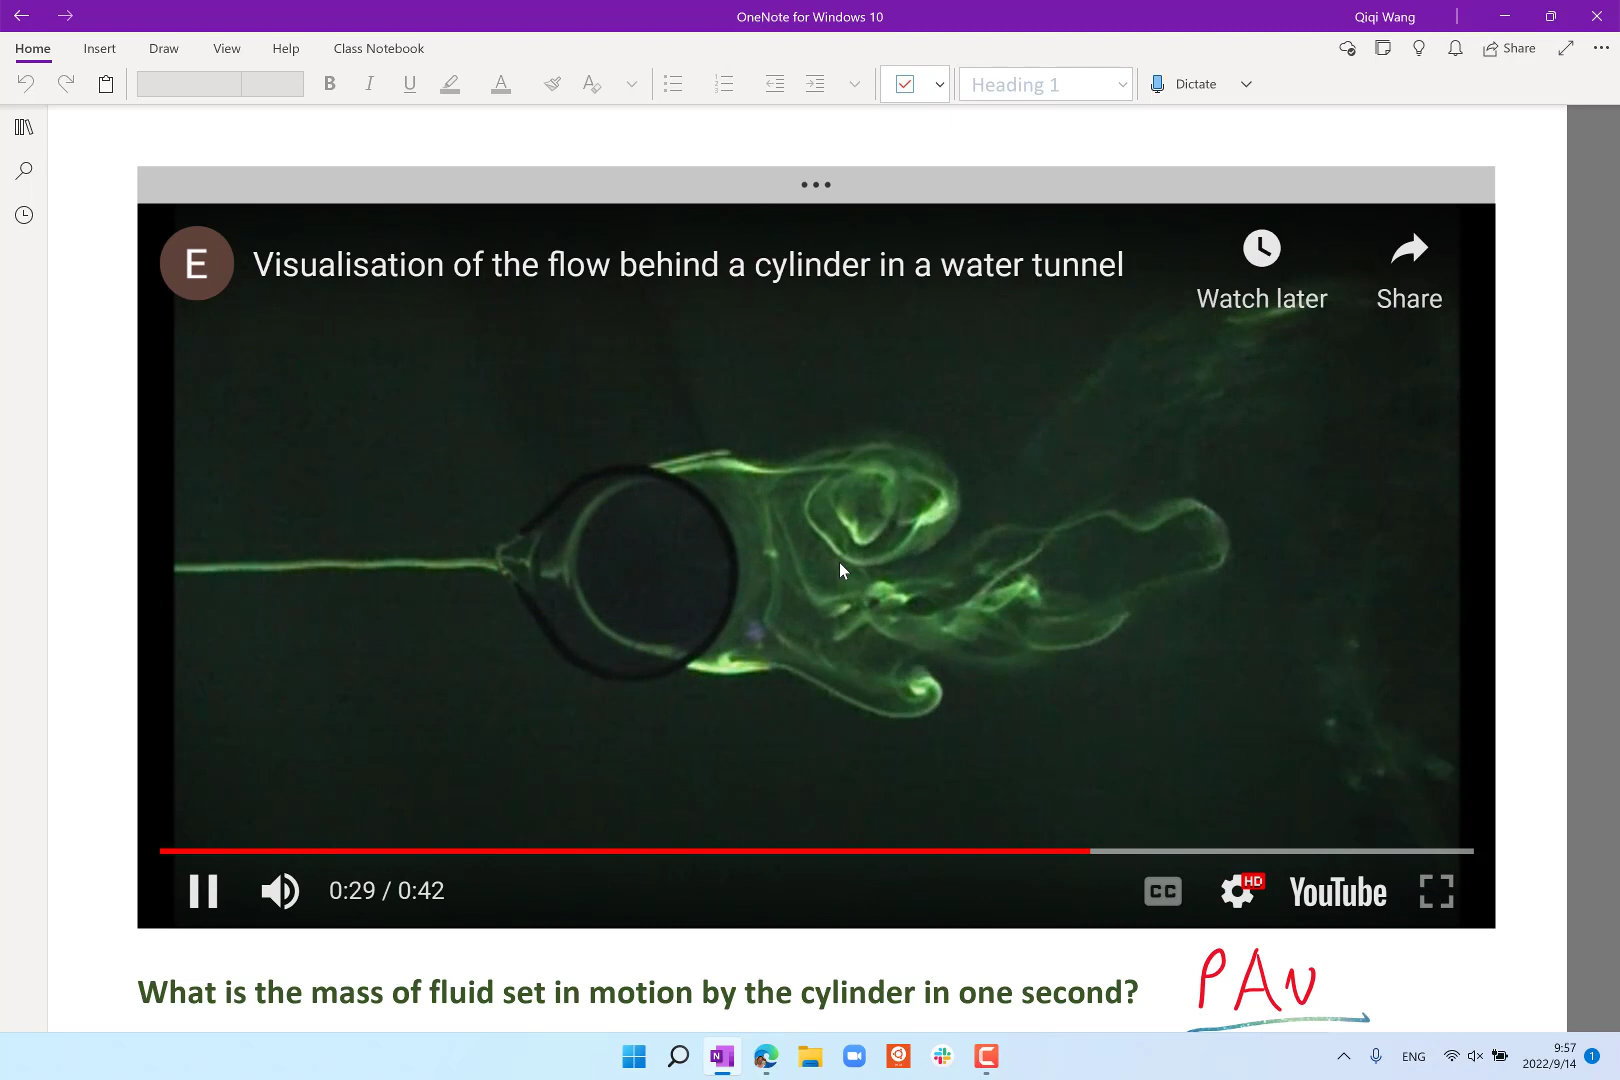 OneNote for Windows 10
Qiqi Wang
Home Insert Draw View Help Class Notebook
Share
B I U A A
Heading 1
Dictate
E Visualisation of the flow behind a cylinder in a water tunnel
Watch later
Share
0:29 / 0:42
CC
HD
YouTube
What is the mass of fluid set in motion by the cylinder in one second?
ρAv
ENG
9:57
2022/9/14
1